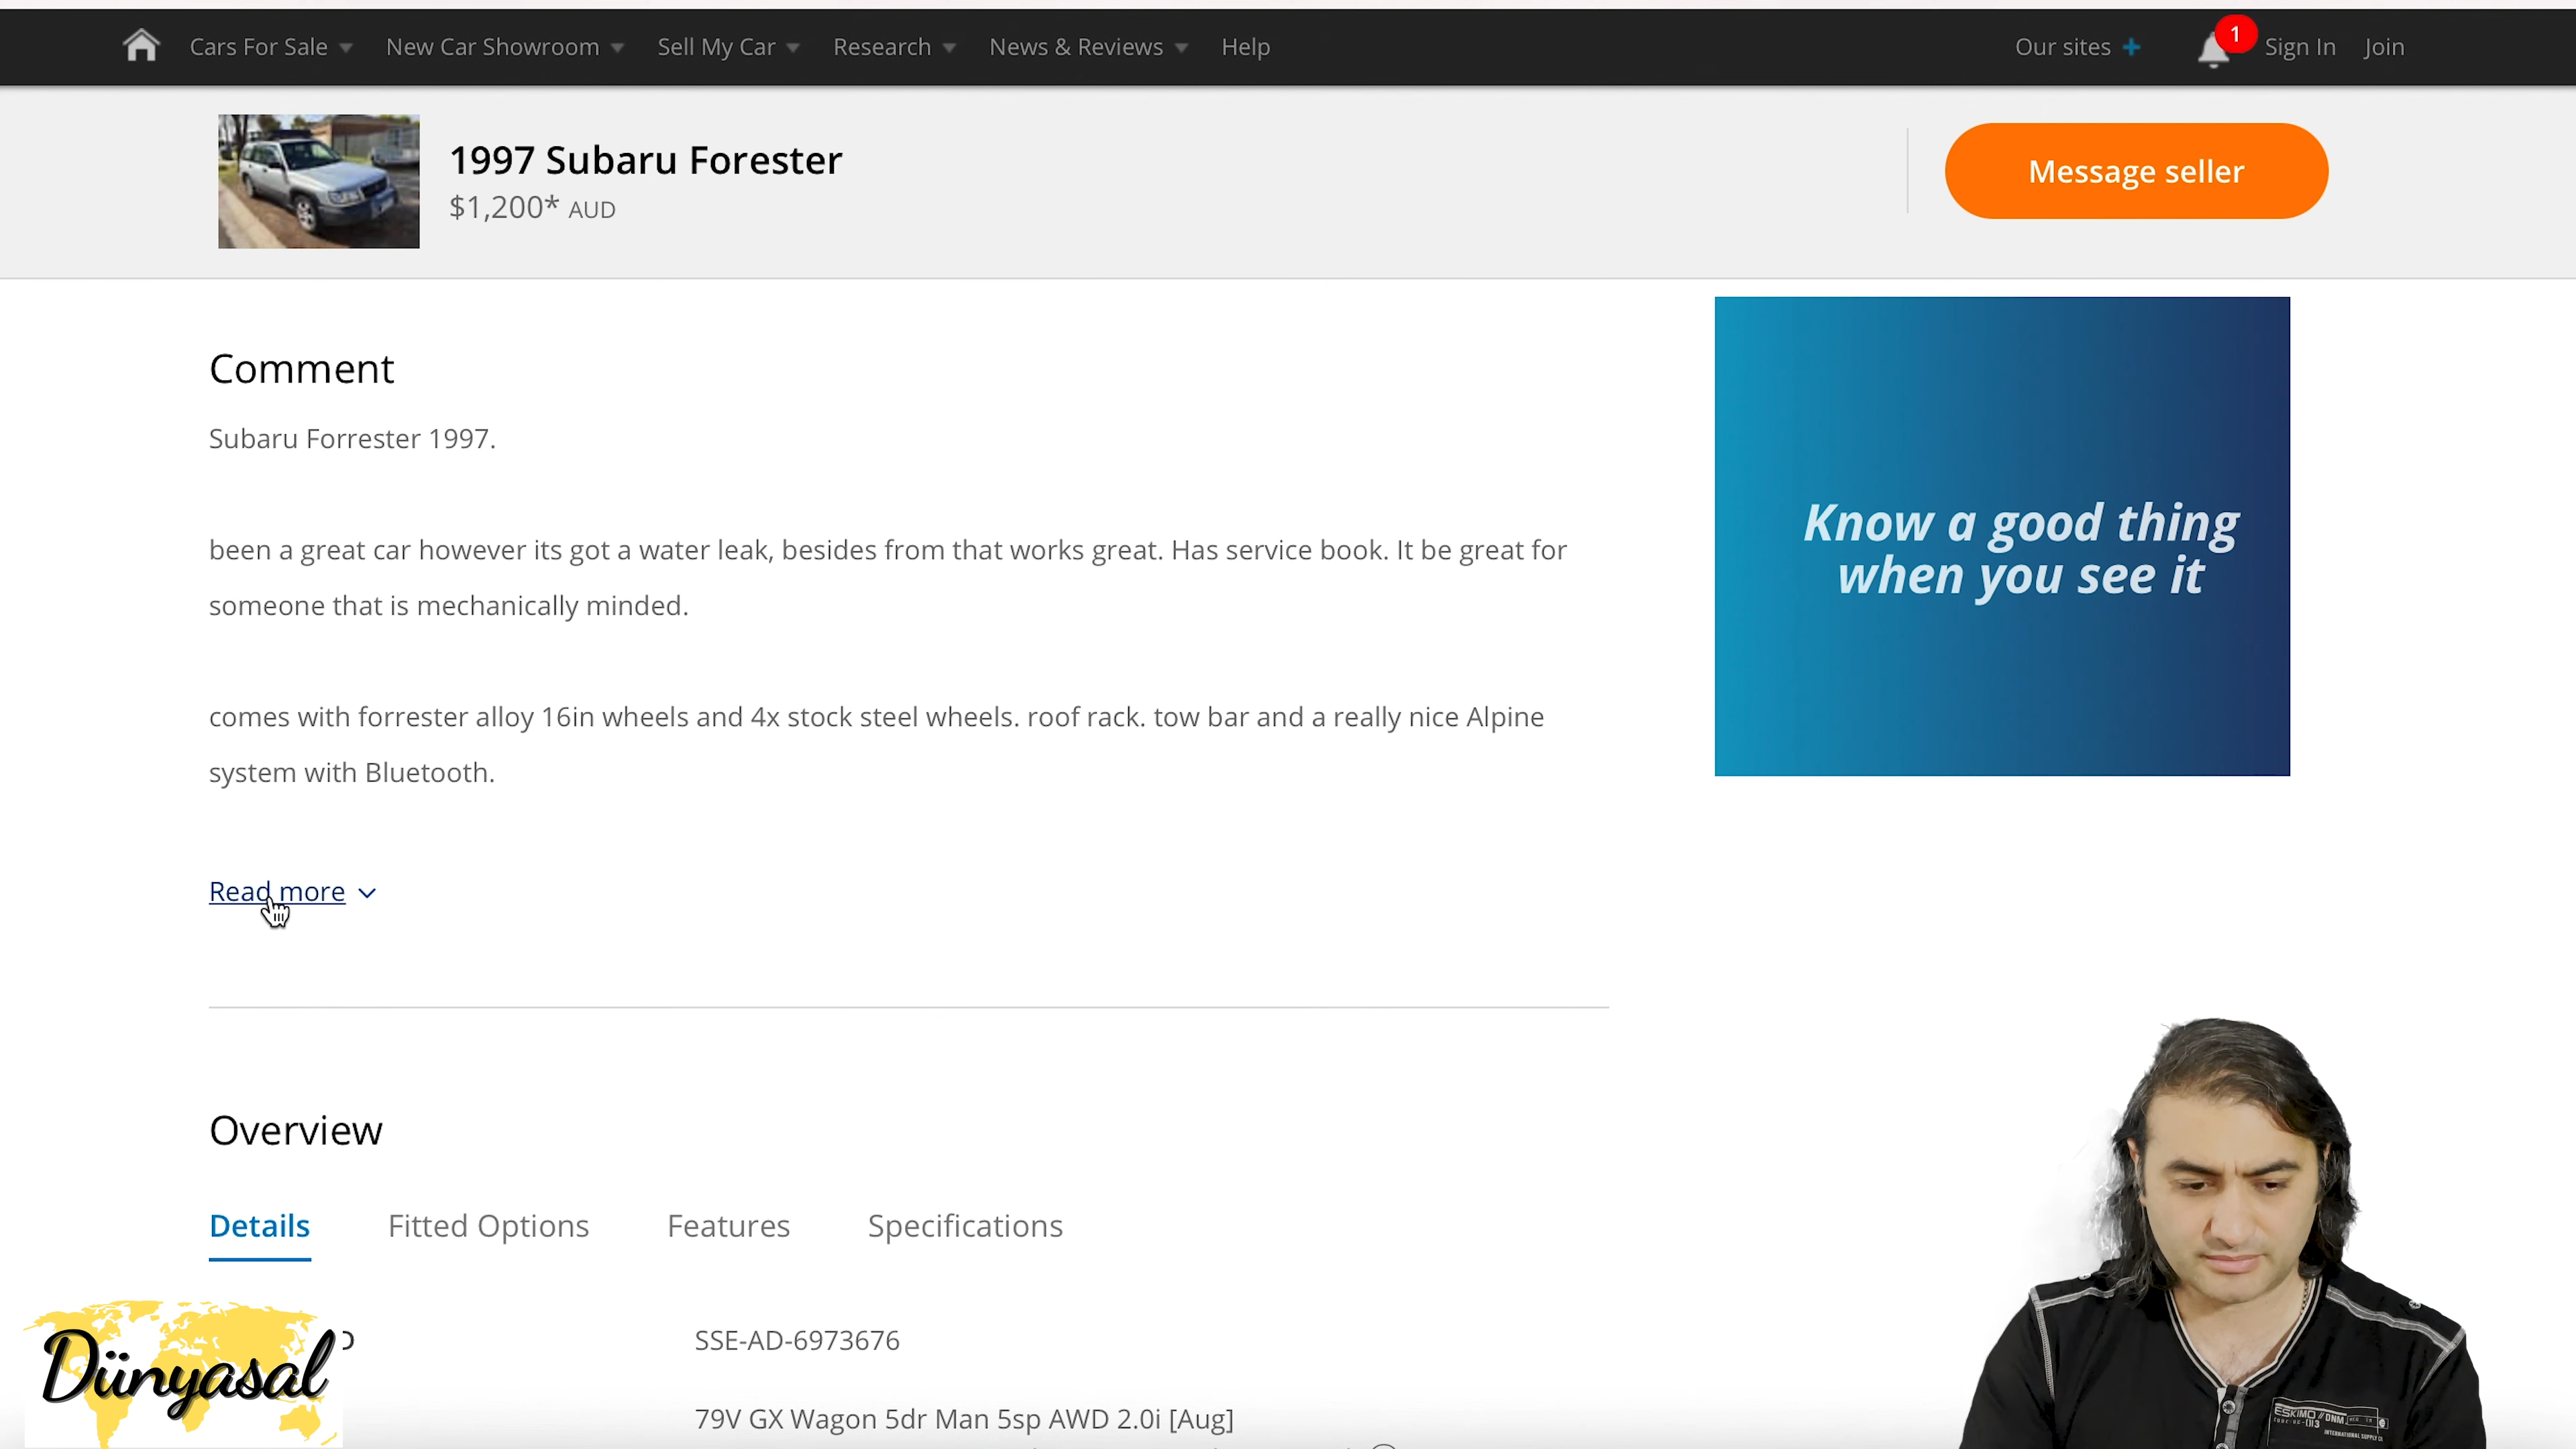 Cars For Sale New Car Showroom Sell My Car Research News & Reviews Help Our sites + 1 Sign In Join
1997 Subaru Forester
$1,200* AUD
Message seller
Comment
Subaru Forrester 1997.
been a great car however its got a water leak, besides from that works great. Has service book. It be great for
someone that is mechanically minded.
comes with forrester alloy 16in wheels and 4x stock steel wheels. roof rack. tow bar and a really nice Alpine
system with Bluetooth.
Read more
Know a good thing
when you see it
Overview
Details Fitted Options Features Specifications
SSE-AD-6973676
79V GX Wagon 5dr Man 5sp AWD 2.0i [Aug]
Dünyasal
ESKIMO // DNM